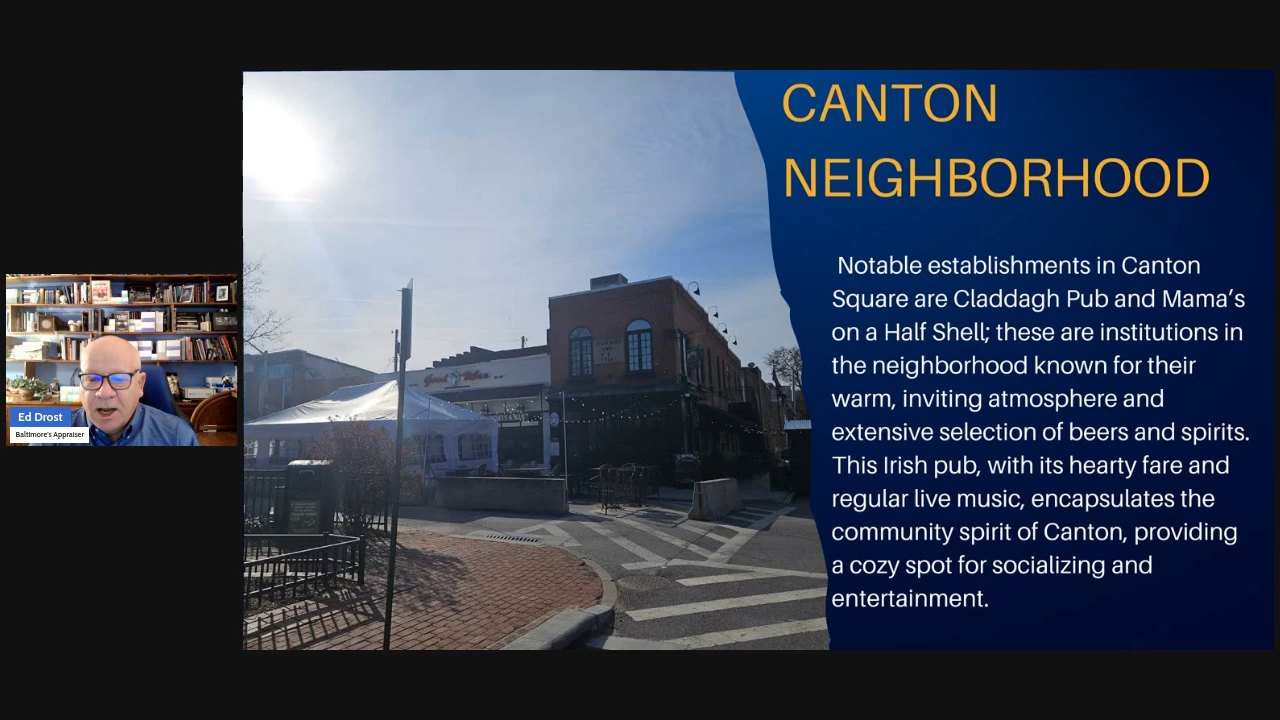 CANTON
NEIGHBORHOOD
Notable establishments in Canton
Square are Claddagh Pub and Mama’s
on a Half Shell; these are institutions in
the neighborhood known for their
warm, inviting atmosphere and
extensive selection of beers and spirits.
This Irish pub, with its hearty fare and
regular live music, encapsulates the
community spirit of Canton, providing
a cozy spot for socializing and
entertainment.
Good Vibes
Ed Drost
Baltimore's Appraiser